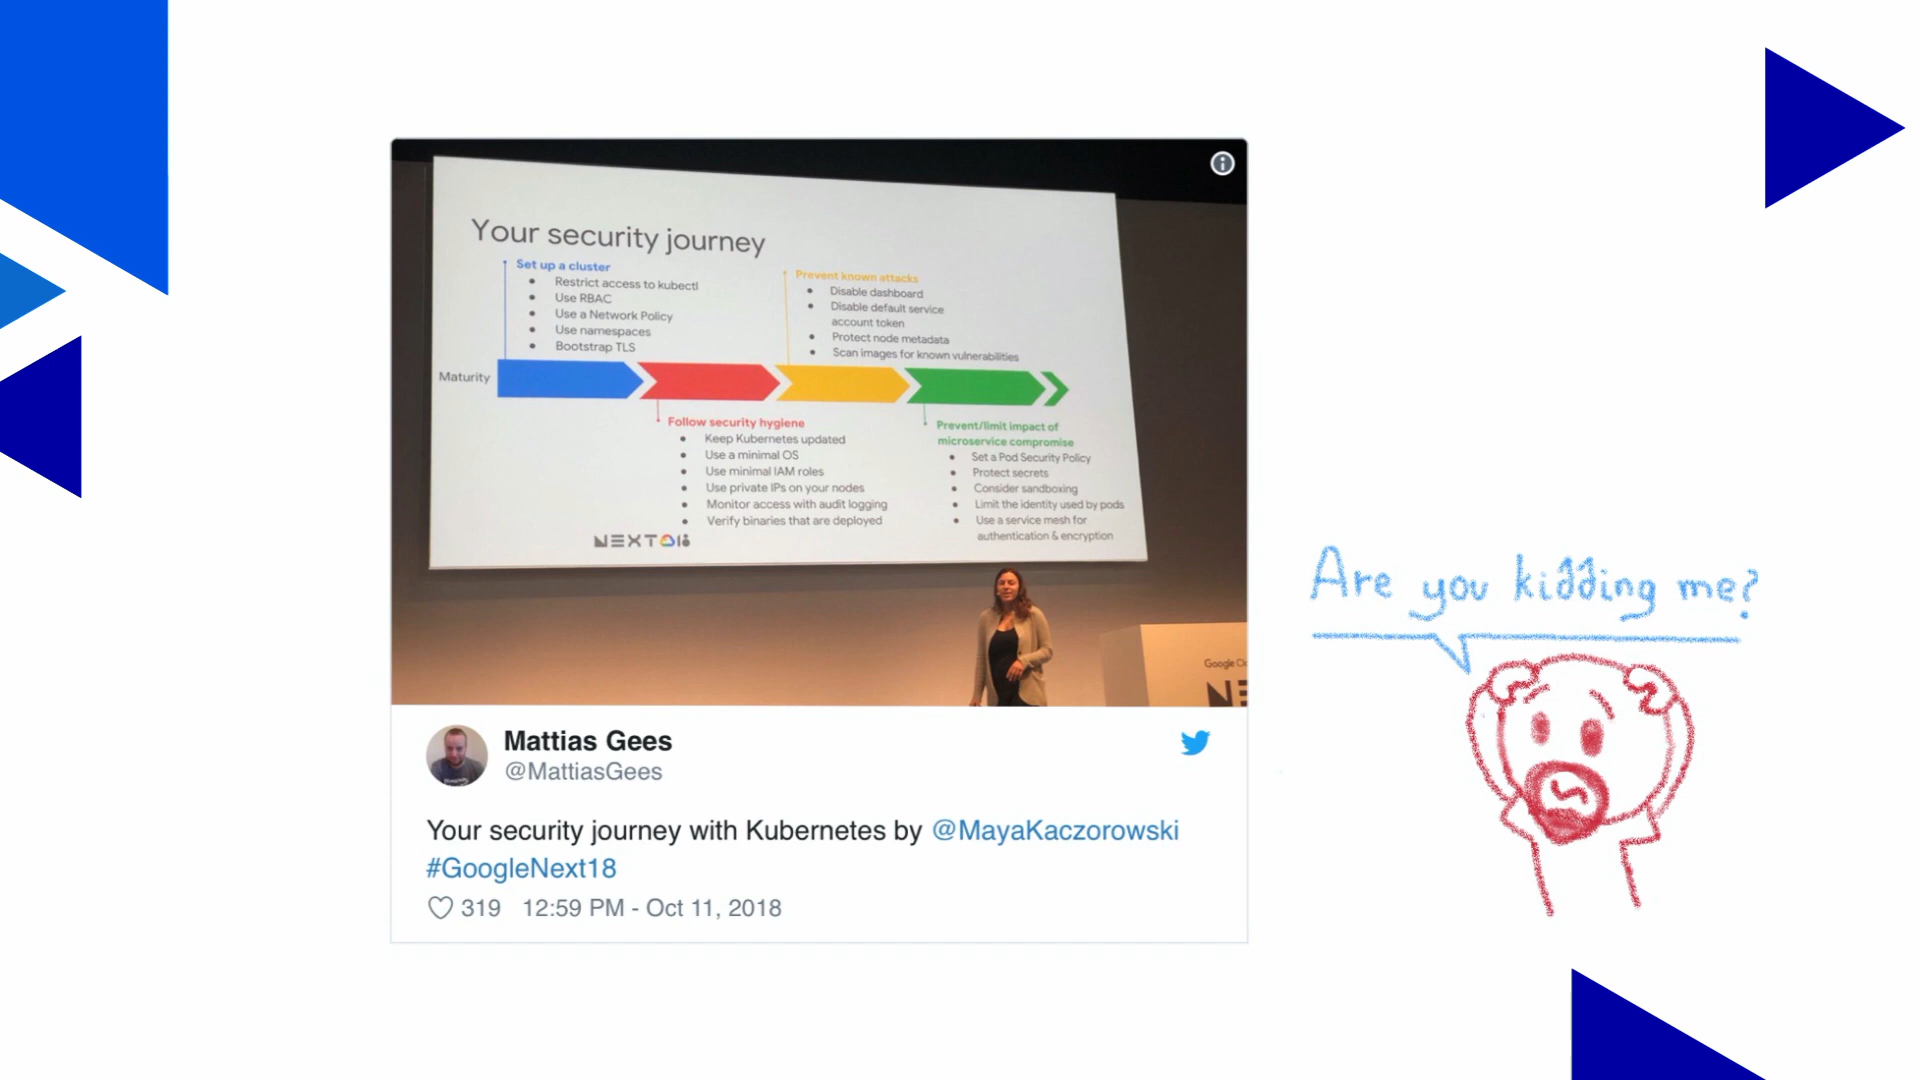 Your security journey
Set up a cluster
Restrict access to kubectl
Use RBAC
Use a Network Policy
Use namespaces
Bootstrap TLS
Prevent known attacks
Disable dashboard
Disable default service
account token
Protect node metadata
Scan images for known vulnerabilities
Maturity
Follow security hygiene
Keep Kubernetes updated
Use a minimal OS
Use minimal IAM roles
Use private IPs on your nodes
Monitor access with audit logging
Verify binaries that are deployed
Prevent/limit impact of
microservice compromise
Set a Pod Security Policy
Protect secrets
Consider sandboxing
Limit the identity used by pods
Use a service mesh for
authentication & encryption
NEXT 18
Google Cl
NE
Are you kidding me?
Mattias Gees
@MattiasGees
Your security journey with Kubernetes by @MayaKaczorowski
#GoogleNext18
319 12:59 PM - Oct 11, 2018